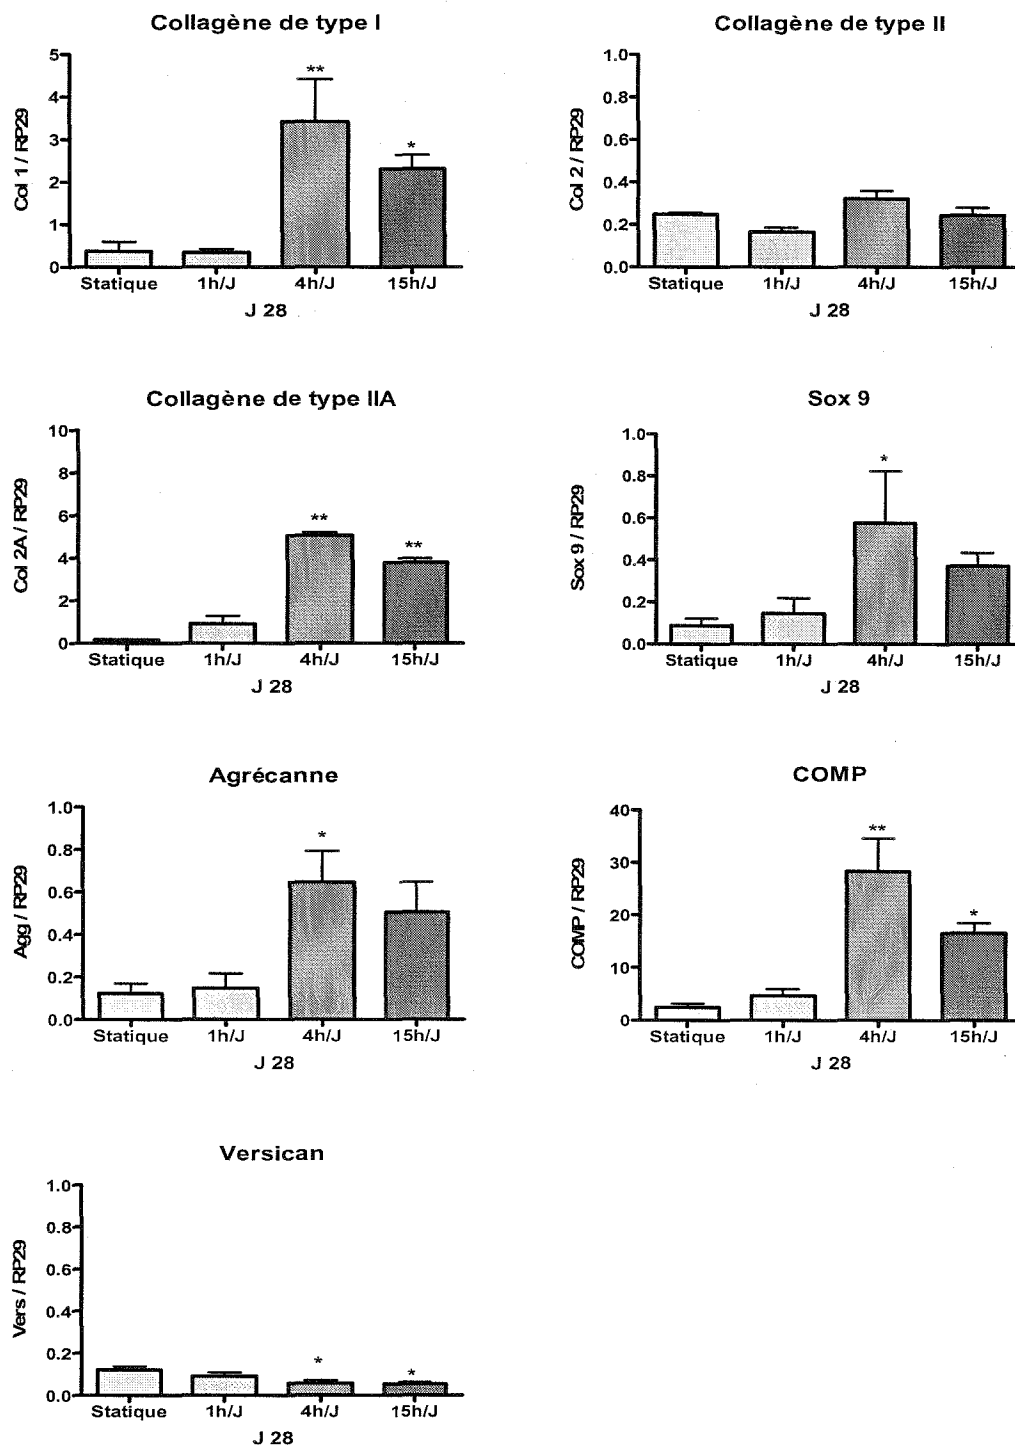 Collagène de type I
Col 1 / RP29
5
4
3
2
1
0
** *
Statique 1h/J 4h/J 15h/J
J 28
Collagène de type II
Col 2 / RP29
1.0
0.8
0.6
0.4
0.2
0.0
Statique 1h/J 4h/J 15h/J
J 28
Collagène de type IIA
Col 2A / RP29
10
8
6
4
2
0
** **
Statique 1h/J 4h/J 15h/J
J 28
Sox 9
Sox 9 / RP29
1.0
0.8
0.6
0.4
0.2
0.0
*
Statique 1h/J 4h/J 15h/J
J 28
Agrécanne
Agg / RP29
1.0
0.8
0.6
0.4
0.2
0.0
*
Statique 1h/J 4h/J 15h/J
J 28
COMP
COMP / RP29
40
30
20
10
0
** *
Statique 1h/J 4h/J 15h/J
J 28
Versican
Vers / RP29
1.0
0.8
0.6
0.4
0.2
0.0
* *
Statique 1h/J 4h/J 15h/J
J 28